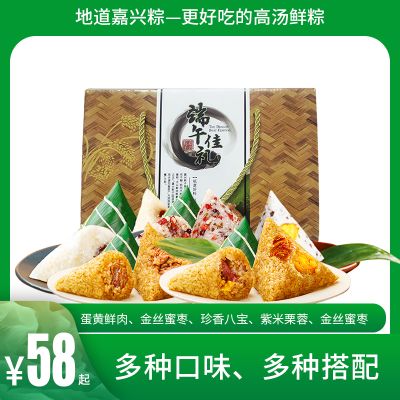 地道嘉兴粽—更好吃的高汤鲜粽
端午佳礼
蛋黄鲜肉、金丝蜜枣、珍香八宝、紫米栗蓉、金丝蜜枣
¥58起
多种口味、多种搭配